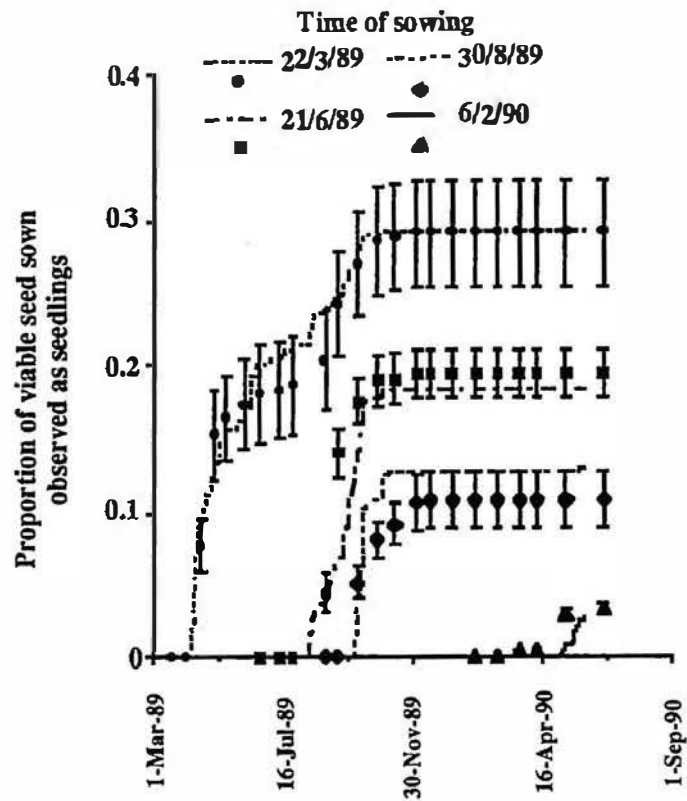 Time of sowing
22/3/89 30/8/89
21/6/89 6/2/90
Proportion of viable seed sown
observed as seedlings
0.4
0.3
0.2
0.1
0
1-Mar-89
16-Jul-89
30-Nov-89
16-Apr-90
1-Sep-90